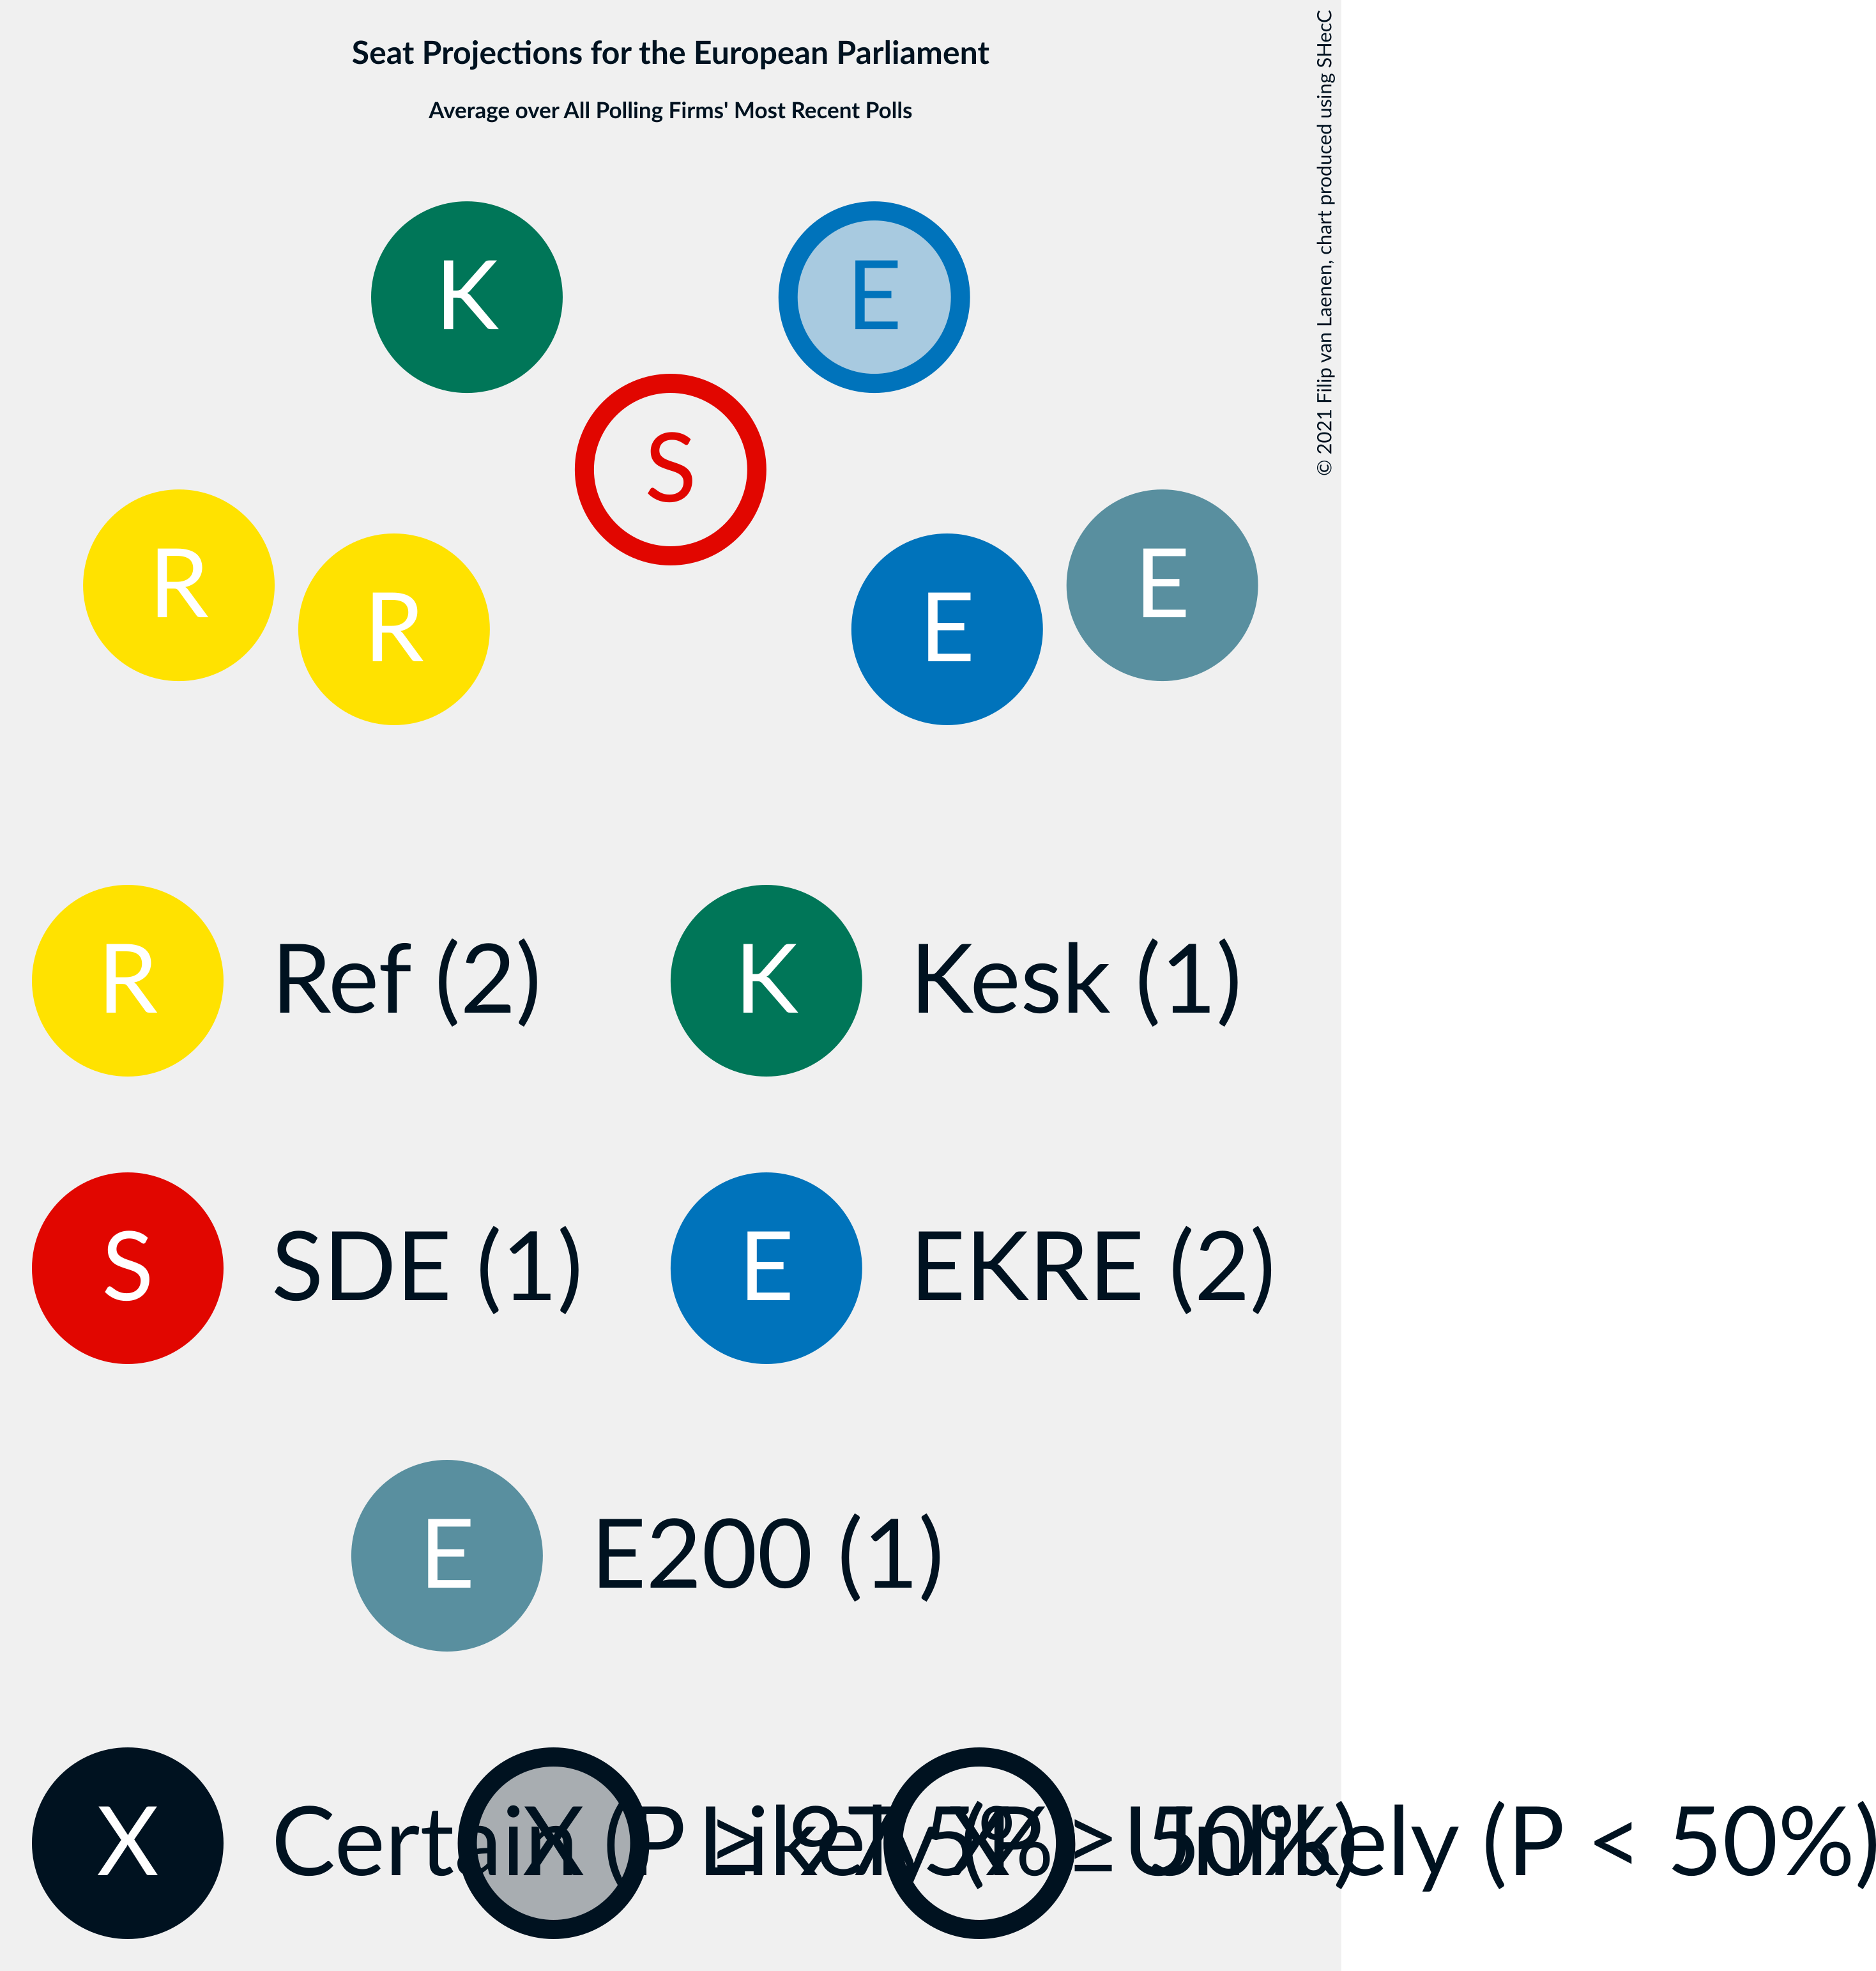 Seat Projections for the European Parliament
Average over All Polling Firms' Most Recent Polls
© 2021 Filip van Laenen, chart produced using SHecC
K
E
S
R
R
E
E
R Ref (2)
K Kesk (1)
S SDE (1)
E EKRE (2)
E E200 (1)
X Certain (P ≥ 97.5%)
X Likely (P ≥ 50%)
X Unlikely (P < 50%)